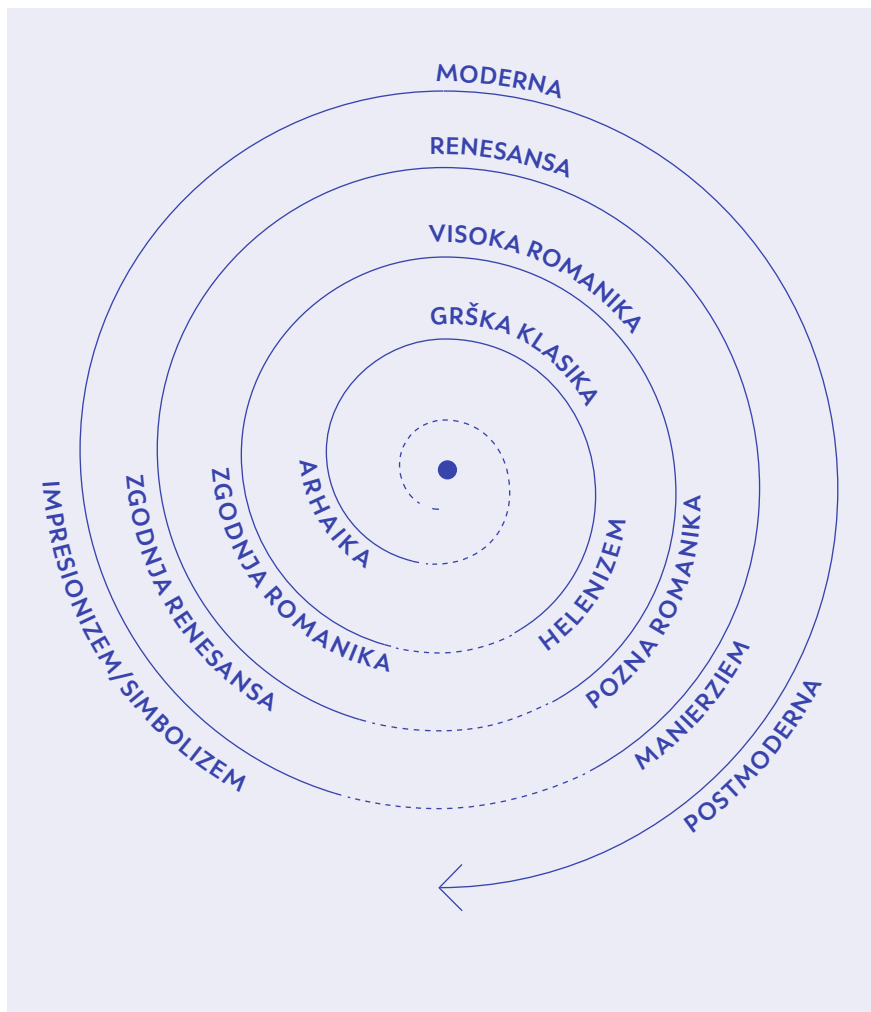 MODERNA
RENESANSA
VISOKA ROMANIKA
GRŠKA KLASIKA
ARHAIKA
ZGODNJA ROMANIKA
ZGODNJA RENESANSA
IMPRESIONIZEM/SIMBOLIZEM
HELENIZEM
POZNA ROMANIKA
MANIERZIEM
POSTMODERNA